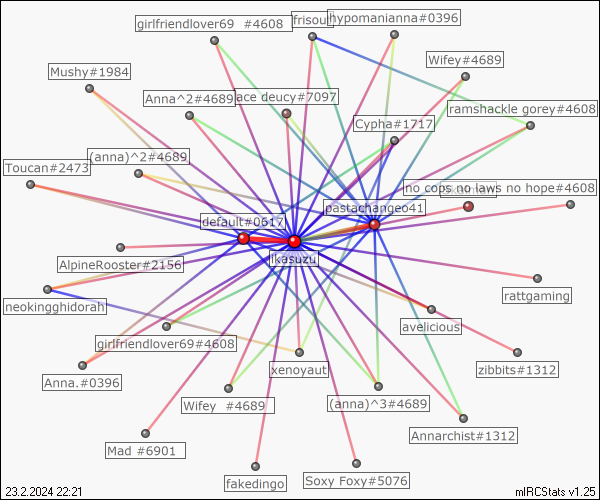 girlfriendlover69 #4608
frisout
hypomanianna#0396
Wifey#4689
Mushy#1984
Anna^2#4689
ace deucy#7097
ramshackle gorey#4608
Cypha#1717
(anna)^2#4689
Toucan#2473
no cops no laws no hope#4608
pastachangeo41
default#0617
ikasuzu
AlpineRooster#2156
rattgaming
neokingghidorah
avelicious
girlfriendlover69#4608
xenoyaut
zibbits#1312
Anna.#0396
Wifey #4689
(anna)^3#4689
Annarchist#1312
Mad #6901
fakedingo
Soxy Foxy#5076
23.2.2024 22:21
mIRCStats v1.25